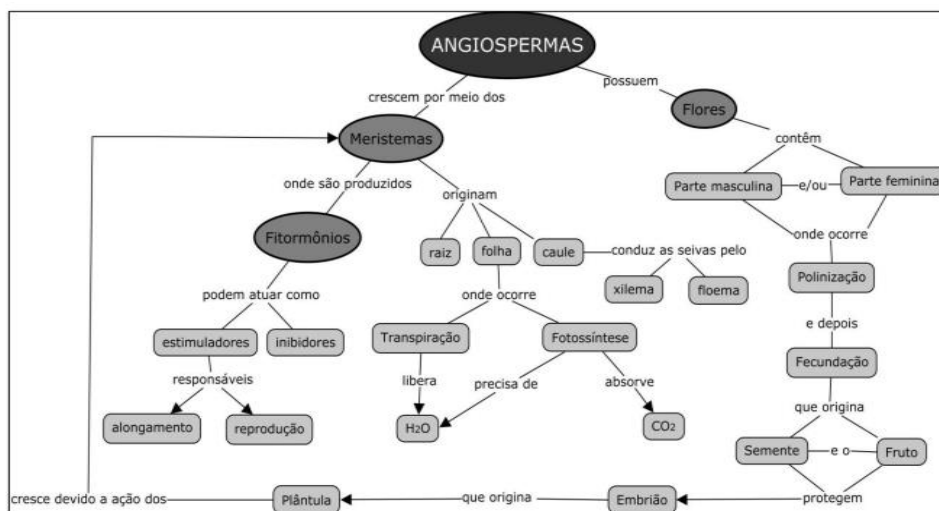 ANGIOSPERMAS
possuem
crescem por meio dos
Flores
Meristemas
contêm
onde são produzidos
Parte masculina
e/ou
Parte feminina
originam
Fitormônios
raiz
folha
caule
conduz as seivas pelo
onde ocorre
xilema
floema
Polinização
podem atuar como
onde ocorre
estimuladores
inibidores
Transpiração
Fotossíntese
e depois
Fecundação
responsáveis
libera
precisa de
absorve
que origina
alongamento
reprodução
H2O
CO2
Semente
e o
Fruto
cresce devido a ação dos
Plântula
que origina
Embrião
protegem